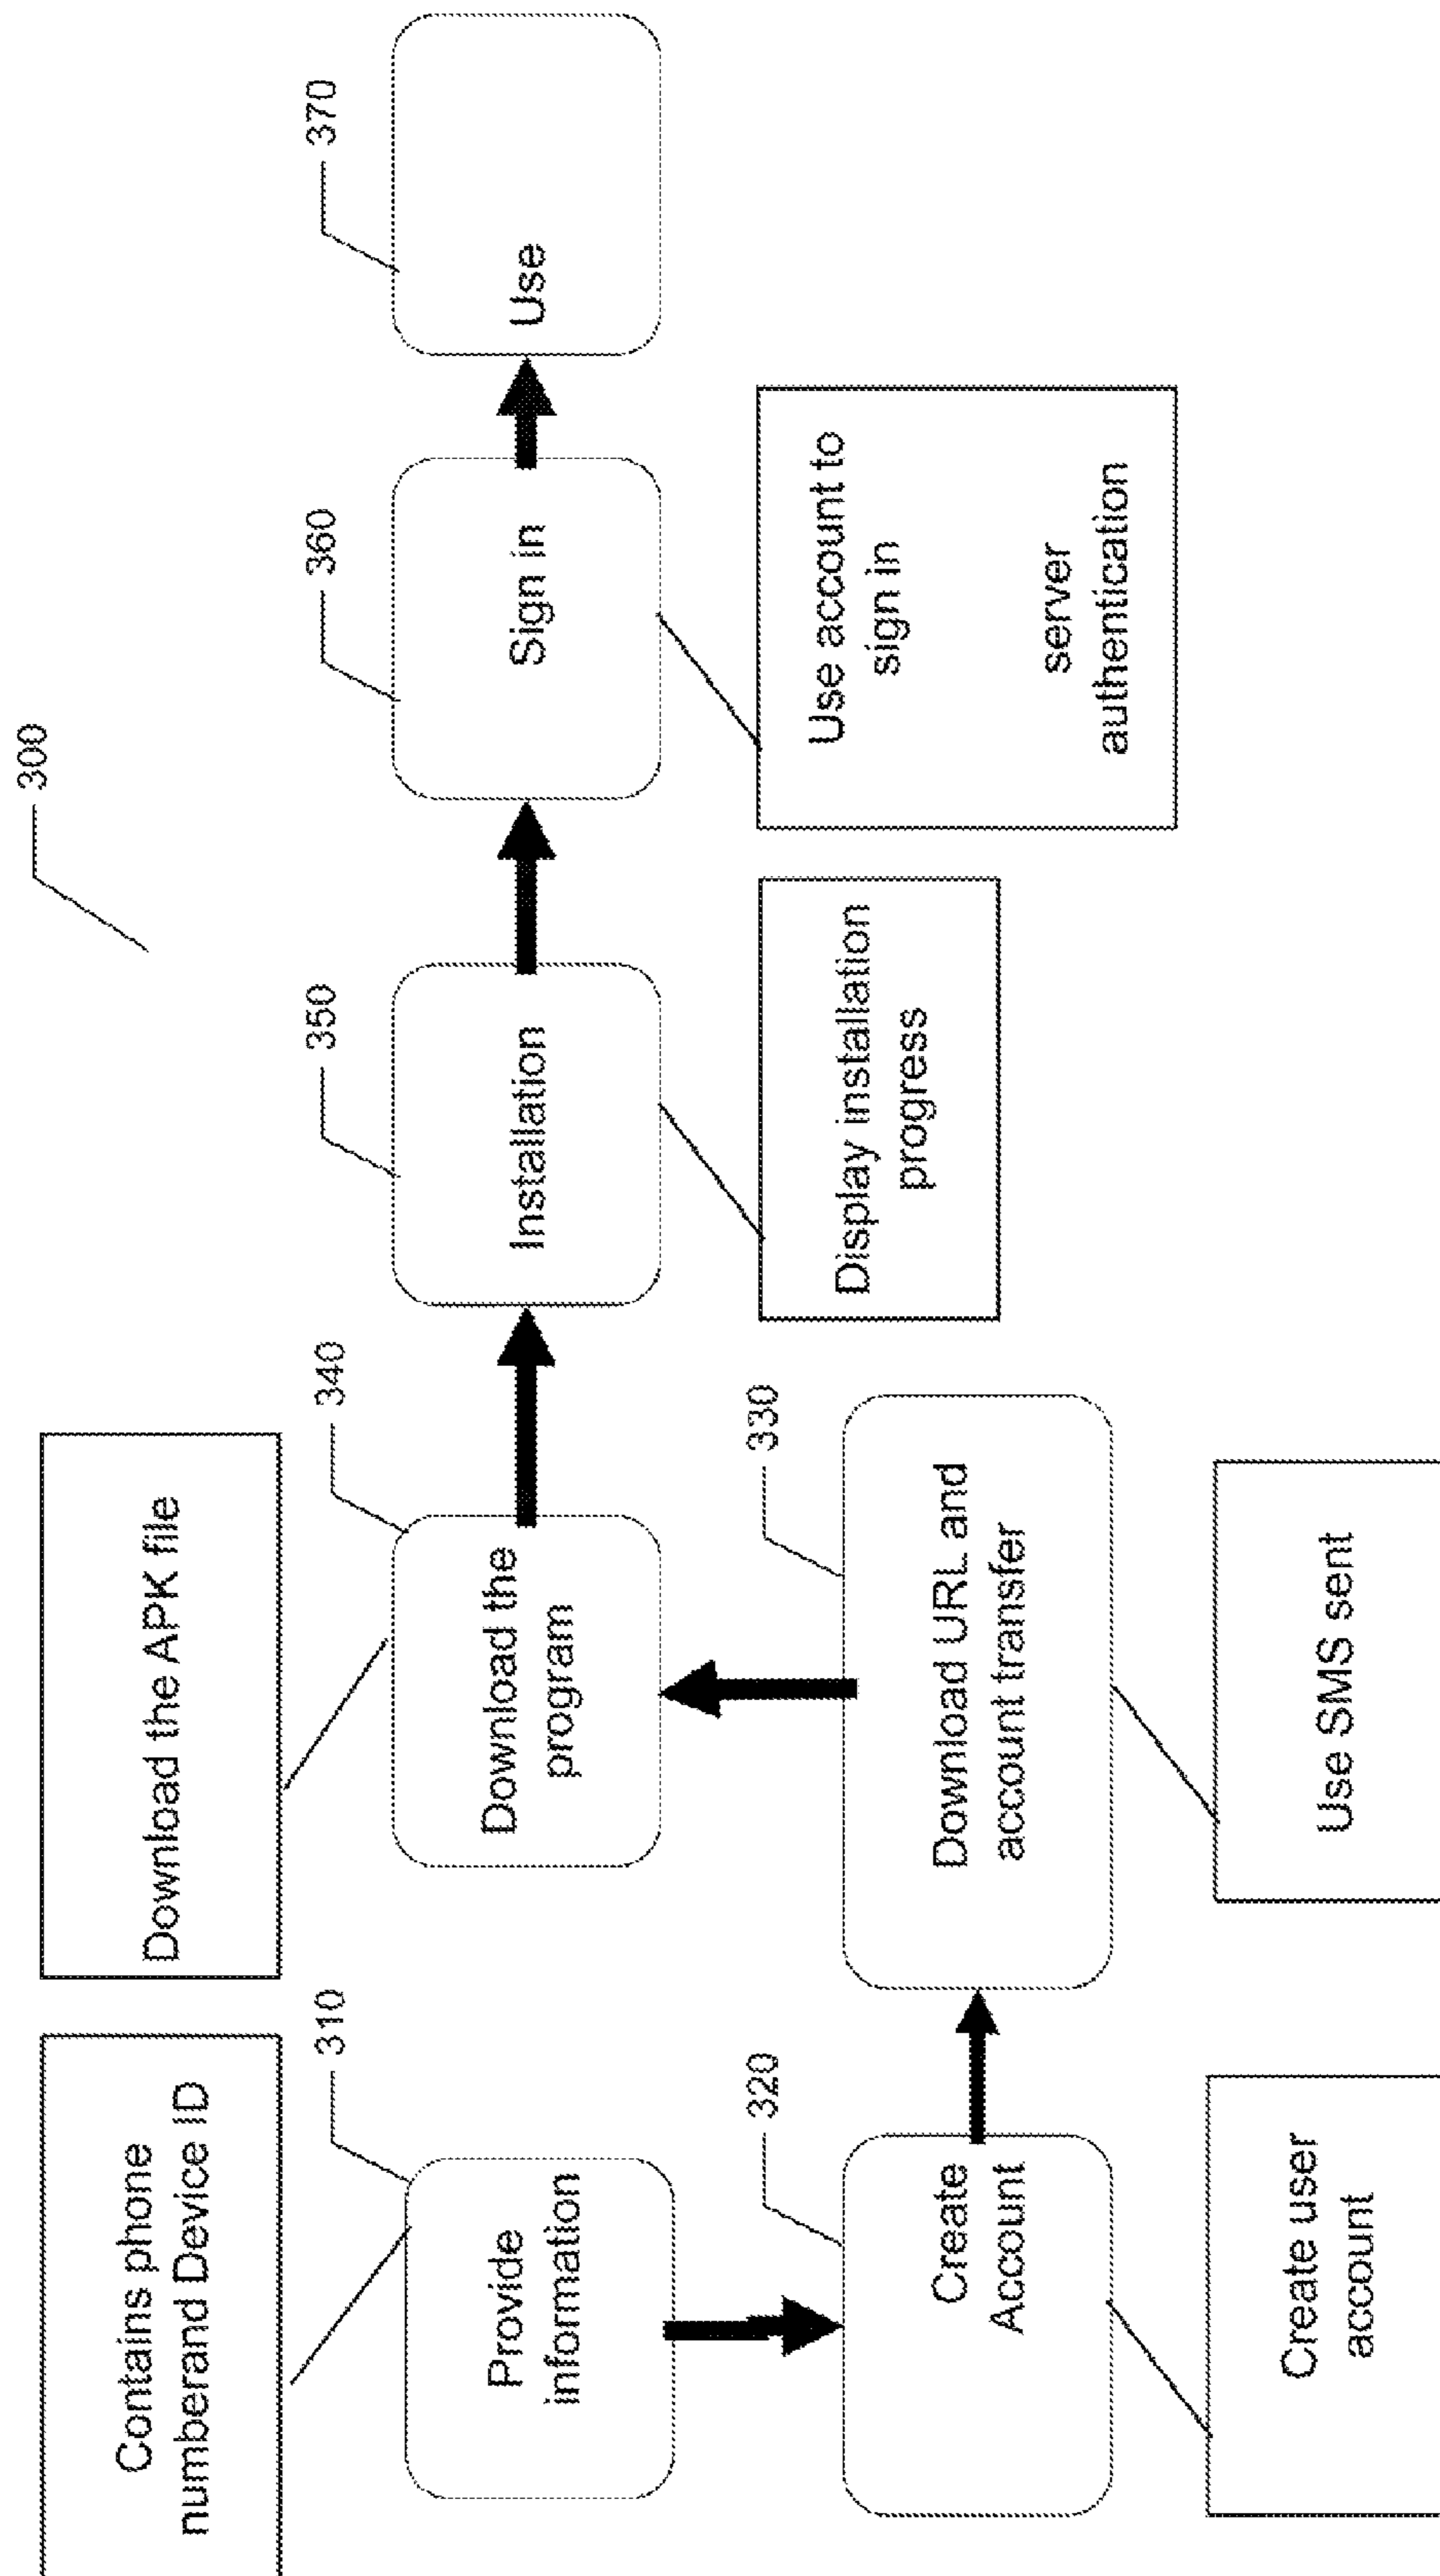 300
Contains phone
numberand Device ID
310
Provide
information
320
Create
Account
Create user
account
330
Download URL and
account transfer
Use SMS sent
Download the APK file
340
Download the
program
350
Installation
Display installation
progress
360
Sign in
Use account to
sign in
server
authentication
370
Use